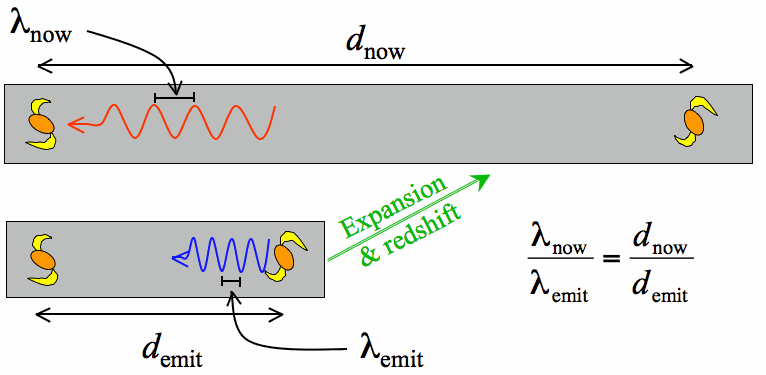 λnow
dnow
Expansion
& redshift
λnow / λemit = dnow / demit
demit
λemit